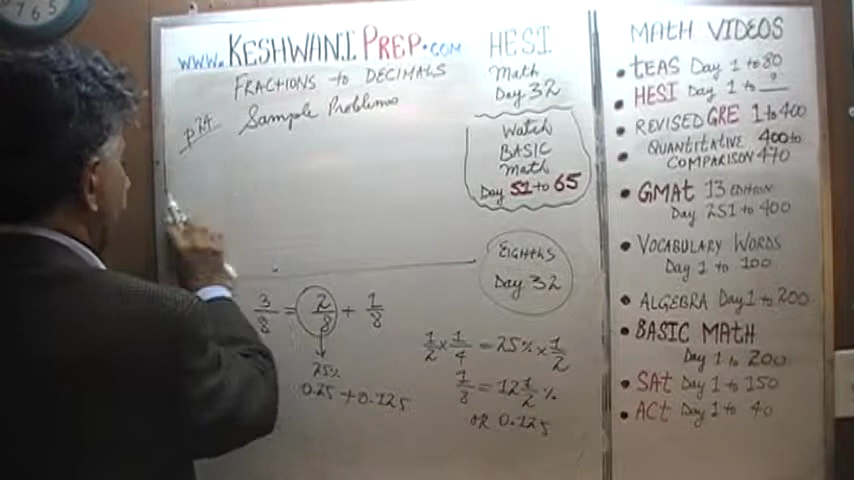 7 6 5
www.KESHWANIPREP.com
FRACTIONS to DECIMALS
p24
Sample Problems
HESI
Math
Day 32
Watch
BASIC
Math
Day 51 to 65
EIGHTHS
Day 32
3/8 = 2/8 + 1/8
25%
0.25 + 0.125
1/2 x 1/4 = 25% x 1/2
1/8 = 12 1/2 %
OR 0.125
MATH VIDEOS
• TEAS Day 1 to 80
• HESI Day 1 to ?
• REVISED GRE 1 to 400
• QUANTITATIVE 400 to
COMPARISON 470
• GMAT 13 EDITION
Day 251 to 400
• VOCABULARY WORDS
Day 1 to 100
• ALGEBRA Day 1 to 200
• BASIC MATH
Day 1 to 200
• SAT Day 1 to 150
• ACT Day 1 to 40